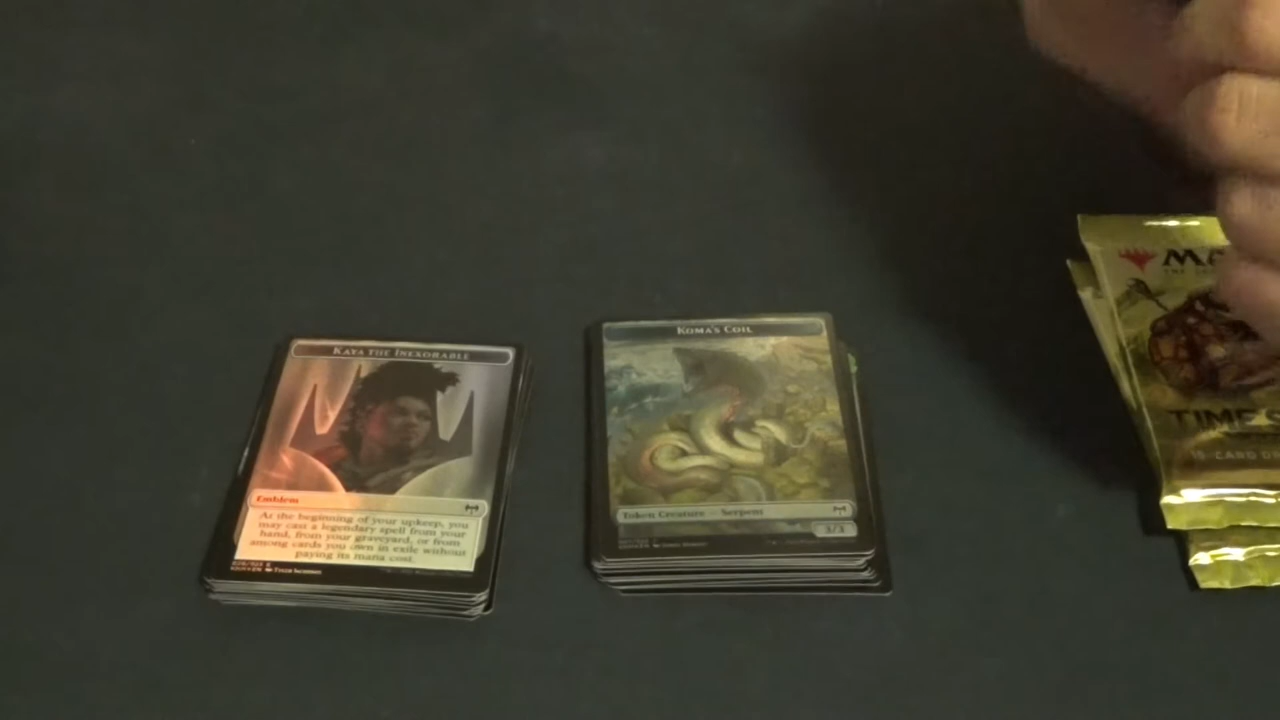 KAYA THE INEXORABLE
Emblem
At the beginning of your upkeep, you
may cast a legendary spell from your
hand, from your graveyard, or from
among cards you own in exile without
paying its mana cost.
KOMA'S COIL
Token Creature — Serpent
3/3
TIME
CARD